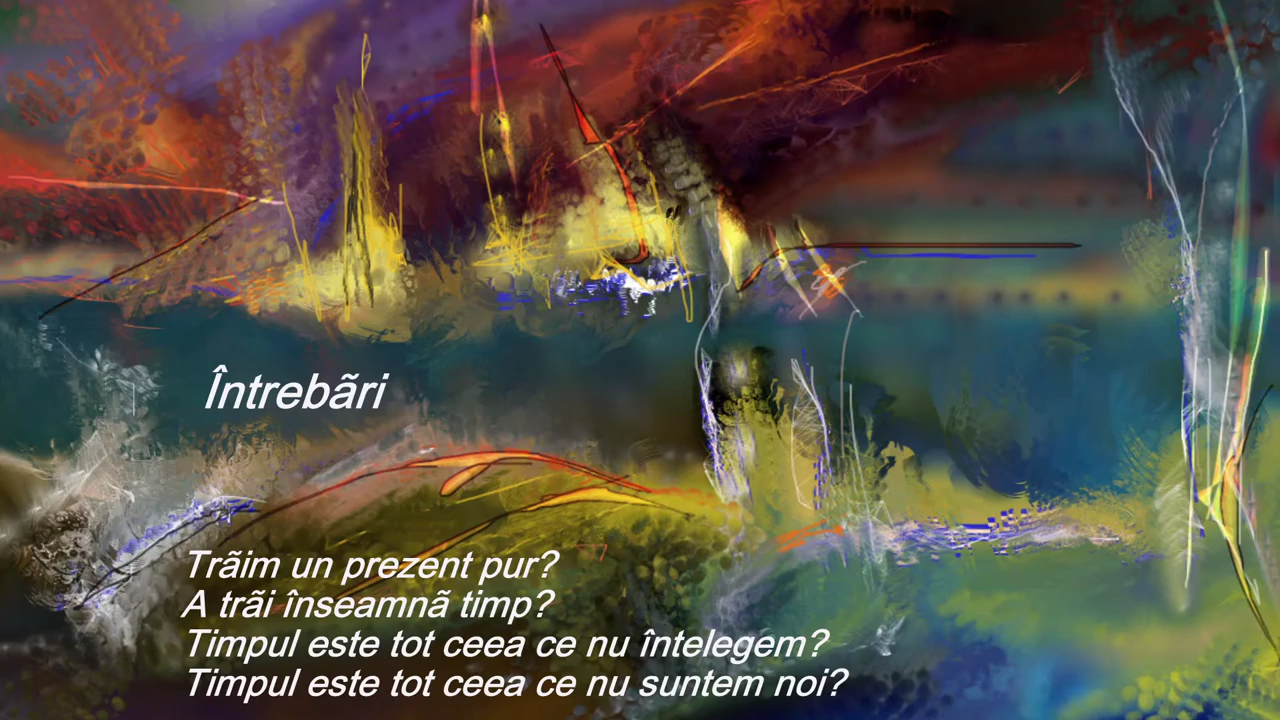 Întrebãri
Trãim un prezent pur?
A trãi înseamnã timp?
Timpul este tot ceea ce nu întelegem?
Timpul este tot ceea ce nu suntem noi?